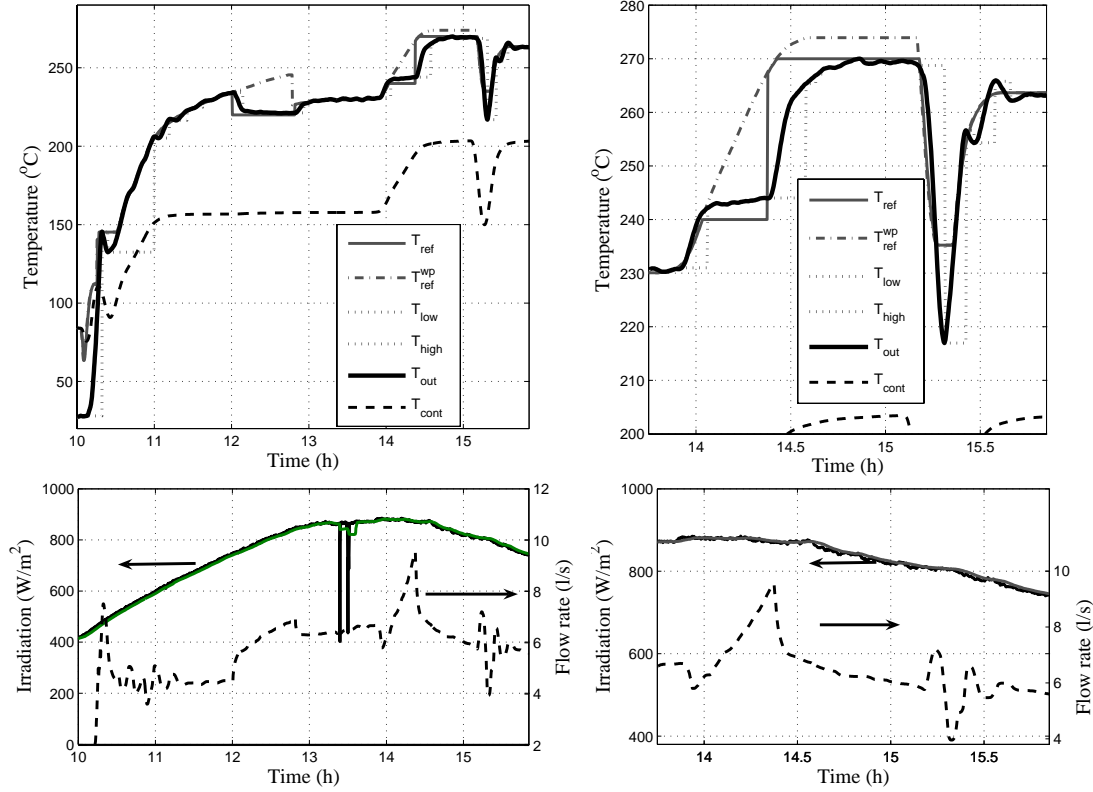 250
200
150
100
50
Temperature (°C)
T_ref
T^wp_ref
T_low
T_high
T_out
T_cont
10 11 12 13 14 15
Time (h)
280
270
260
250
240
230
220
210
200
Temperature (°C)
T_ref
T^wp_ref
T_low
T_high
T_out
T_cont
14 14.5 15 15.5
Time (h)
1000
800
600
400
200
0
Irradiation (W/m²)
12
10
8
6
4
2
Flow rate (l/s)
10 11 12 13 14 15
Time (h)
1000
800
600
400
Irradiation (W/m²)
10
8
6
4
Flow rate (l/s)
14 14.5 15 15.5
Time (h)